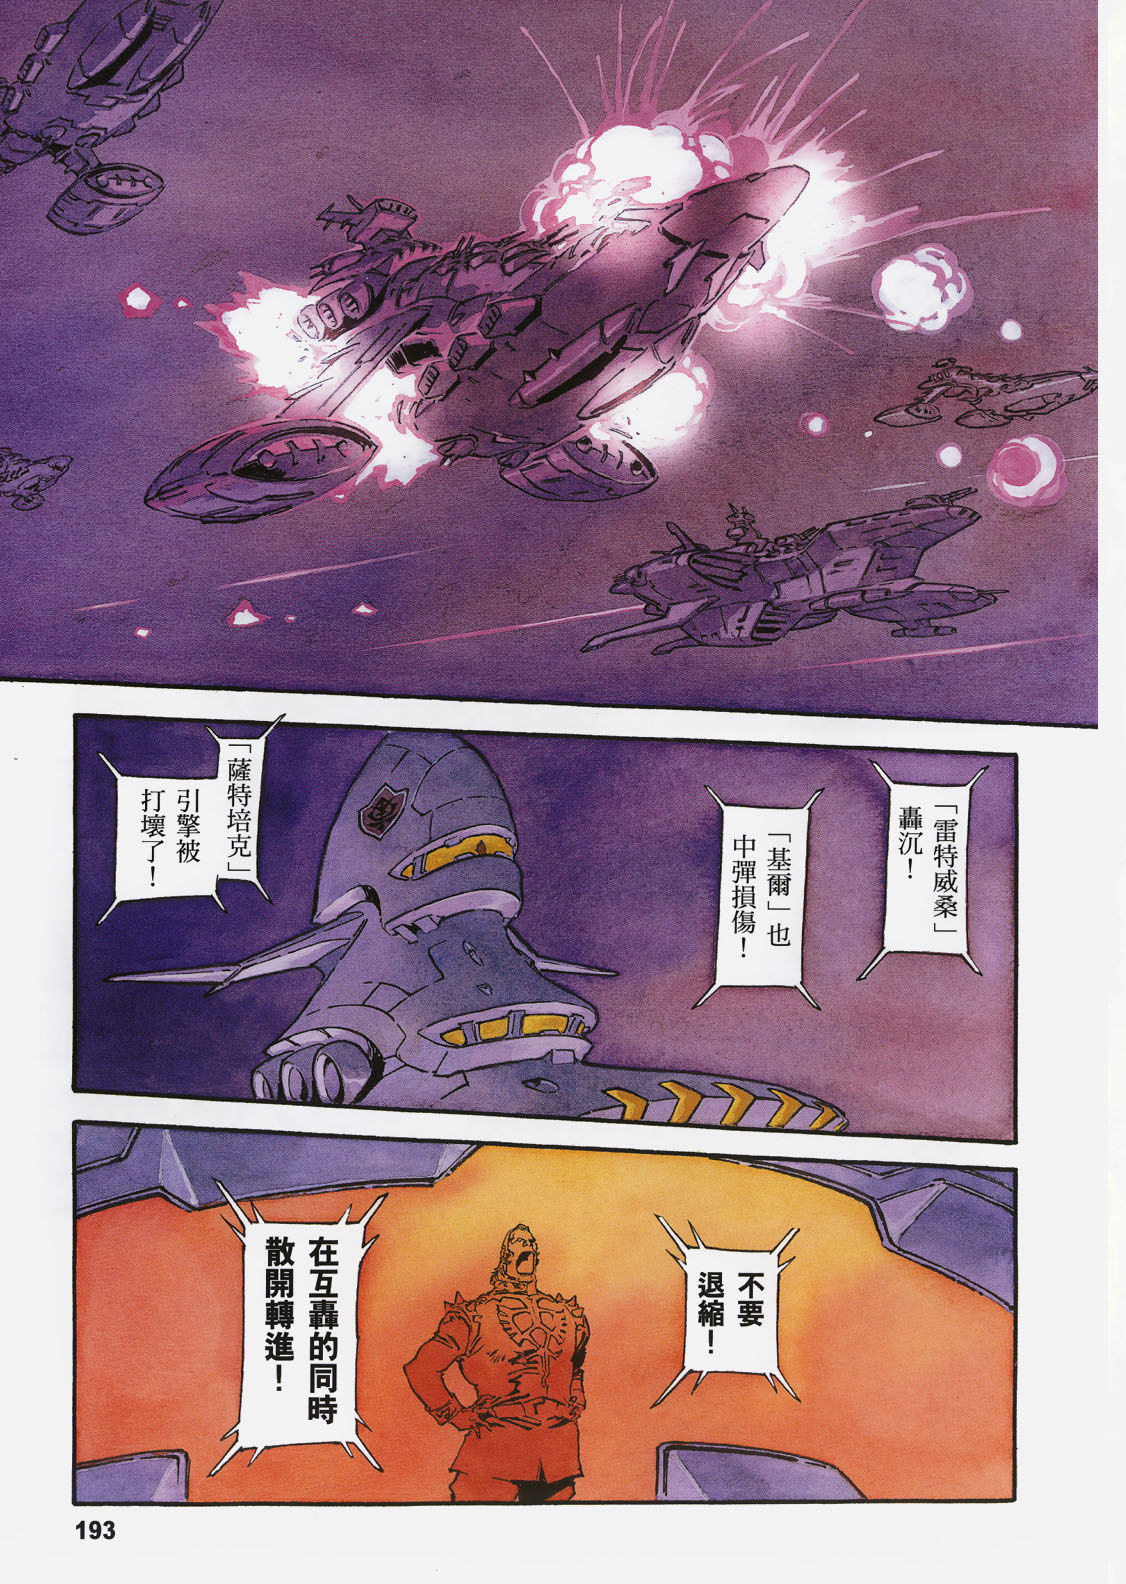 「雷特威桑」
轟沉！
「基爾」也
中彈損傷！
「薩特培克」
引擎被
打壞了！
不要
退縮！
在互轟的同時
散開轉進！
193